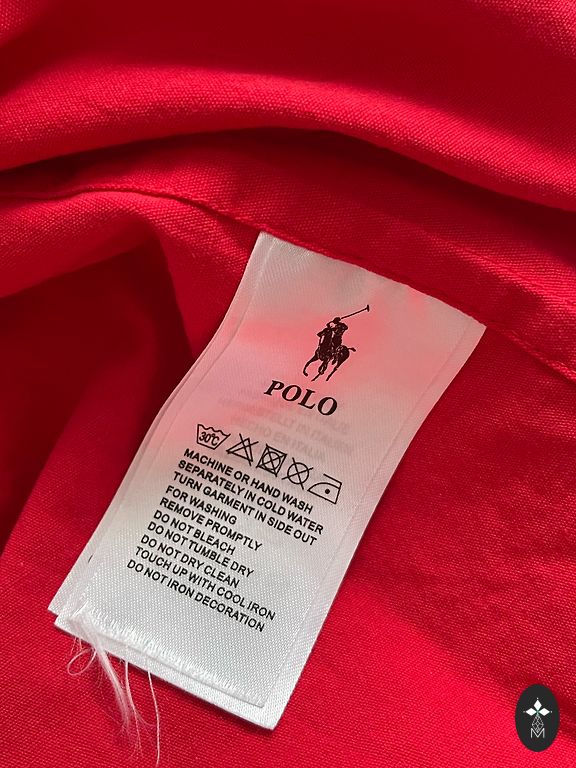 POLO
30°C
MACHINE OR HAND WASH
SEPARATELY IN COLD WATER
TURN GARMENT IN SIDE OUT
FOR WASHING
REMOVE PROMPTLY
DO NOT BLEACH
DO NOT TUMBLE DRY
DO NOT DRY CLEAN
TOUCH UP WITH COOL IRON
DO NOT IRON DECORATION
M